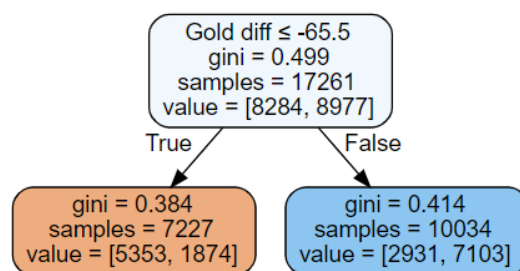 Gold diff ≤ -65.5
gini = 0.499
samples = 17261
value = [8284, 8977]
True
False
gini = 0.384
samples = 7227
value = [5353, 1874]
gini = 0.414
samples = 10034
value = [2931, 7103]